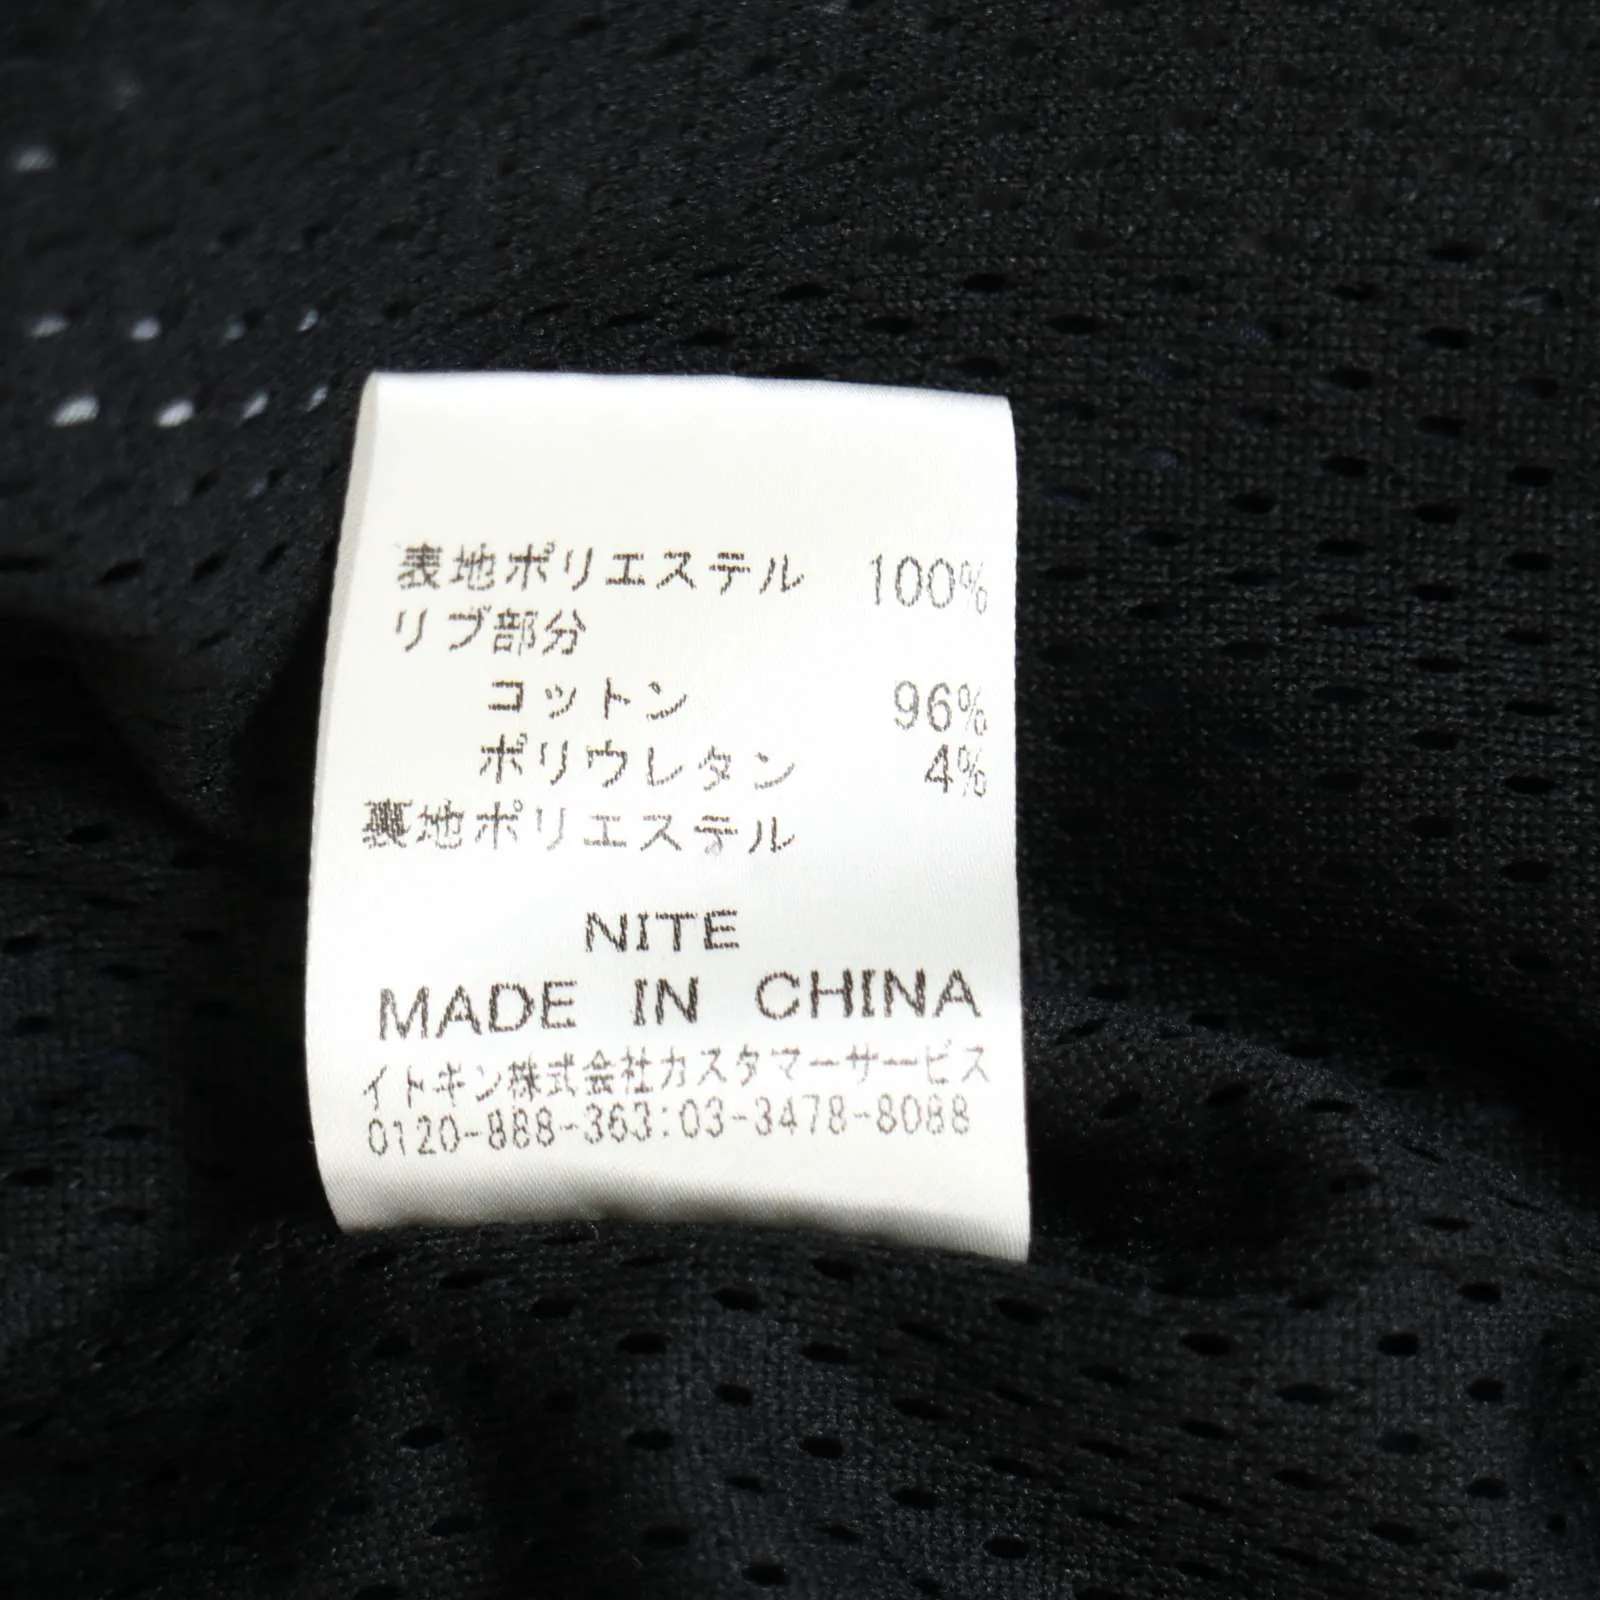 表地ポリエステル 100%
リブ部分
コットン 96%
ポリウレタン 4%
裏地ポリエステル
NITE
MADE IN CHINA
イトキン株式会社カスタマーサービス
0120-888-363:03-3478-8088